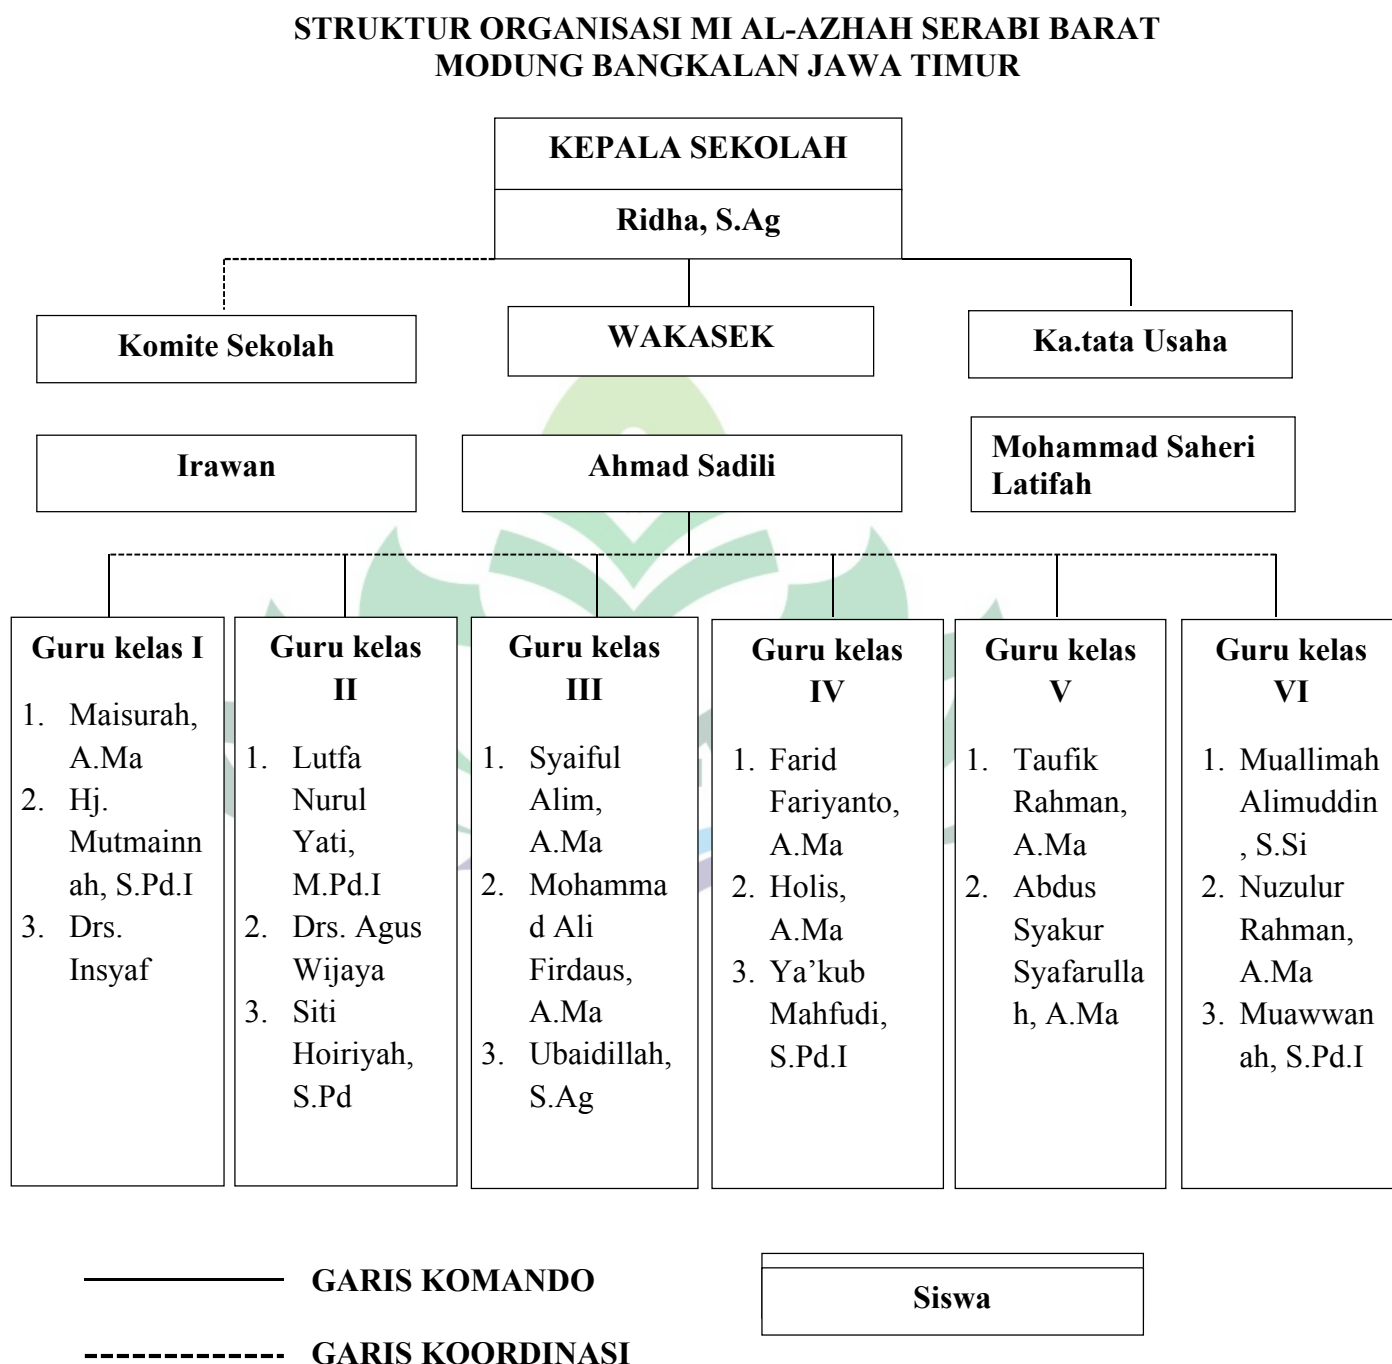 STRUKTUR ORGANISASI MI AL-AZHAH SERABI BARAT
MODUNG BANGKALAN JAWA TIMUR
KEPALA SEKOLAH
Ridha, S.Ag
Komite Sekolah
WAKASEK
Ka.tata Usaha
Irawan
Ahmad Sadili
Mohammad Saheri
Latifah
Guru kelas I
1. Maisurah,
A.Ma
2. Hj.
Mutmainn
ah, S.Pd.I
3. Drs.
Insyaf
Guru kelas
II
1. Lutfa
Nurul
Yati,
M.Pd.I
2. Drs. Agus
Wijaya
3. Siti
Hoiriyah,
S.Pd
Guru kelas
III
1. Syaiful
Alim,
A.Ma
2. Mohamma
d Ali
Firdaus,
A.Ma
3. Ubaidillah,
S.Ag
Guru kelas
IV
1. Farid
Fariyanto,
A.Ma
2. Holis,
A.Ma
3. Ya’kub
Mahfudi,
S.Pd.I
Guru kelas
V
1. Taufik
Rahman,
A.Ma
2. Abdus
Syakur
Syafarulla
h, A.Ma
Guru kelas
VI
1. Muallimah
Alimuddin
, S.Si
2. Nuzulur
Rahman,
A.Ma
3. Muawwan
ah, S.Pd.I
GARIS KOMANDO
Siswa
GARIS KOORDINASI